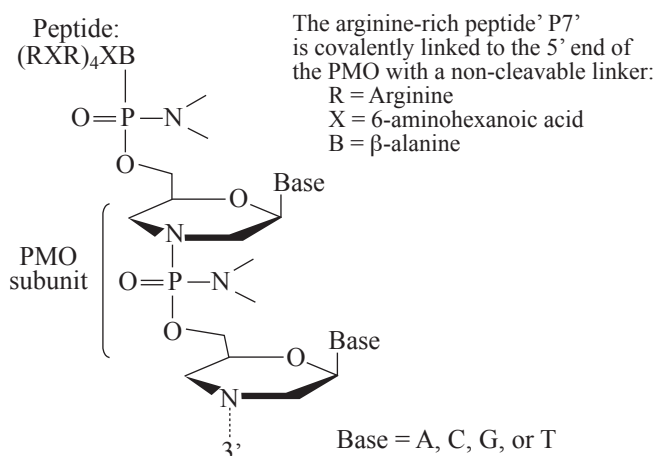 Peptide:
(RXR)₄XB
The arginine-rich peptide’ P7’
is covalently linked to the 5’ end of
the PMO with a non-cleavable linker:
R = Arginine
X = 6-aminohexanoic acid
B = β-alanine
O=P–N
O
O
Base
N
PMO
subunit
O=P–N
O
O
Base
N
3’
Base = A, C, G, or T